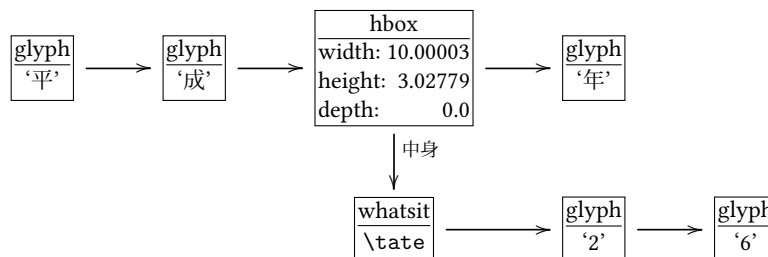 glyph
‘平’
glyph
‘成’
hbox
width: 10.00003
height: 3.02779
depth: 0.0
glyph
‘年’
中身
whatsit
\tate
glyph
‘2’
glyph
‘6’